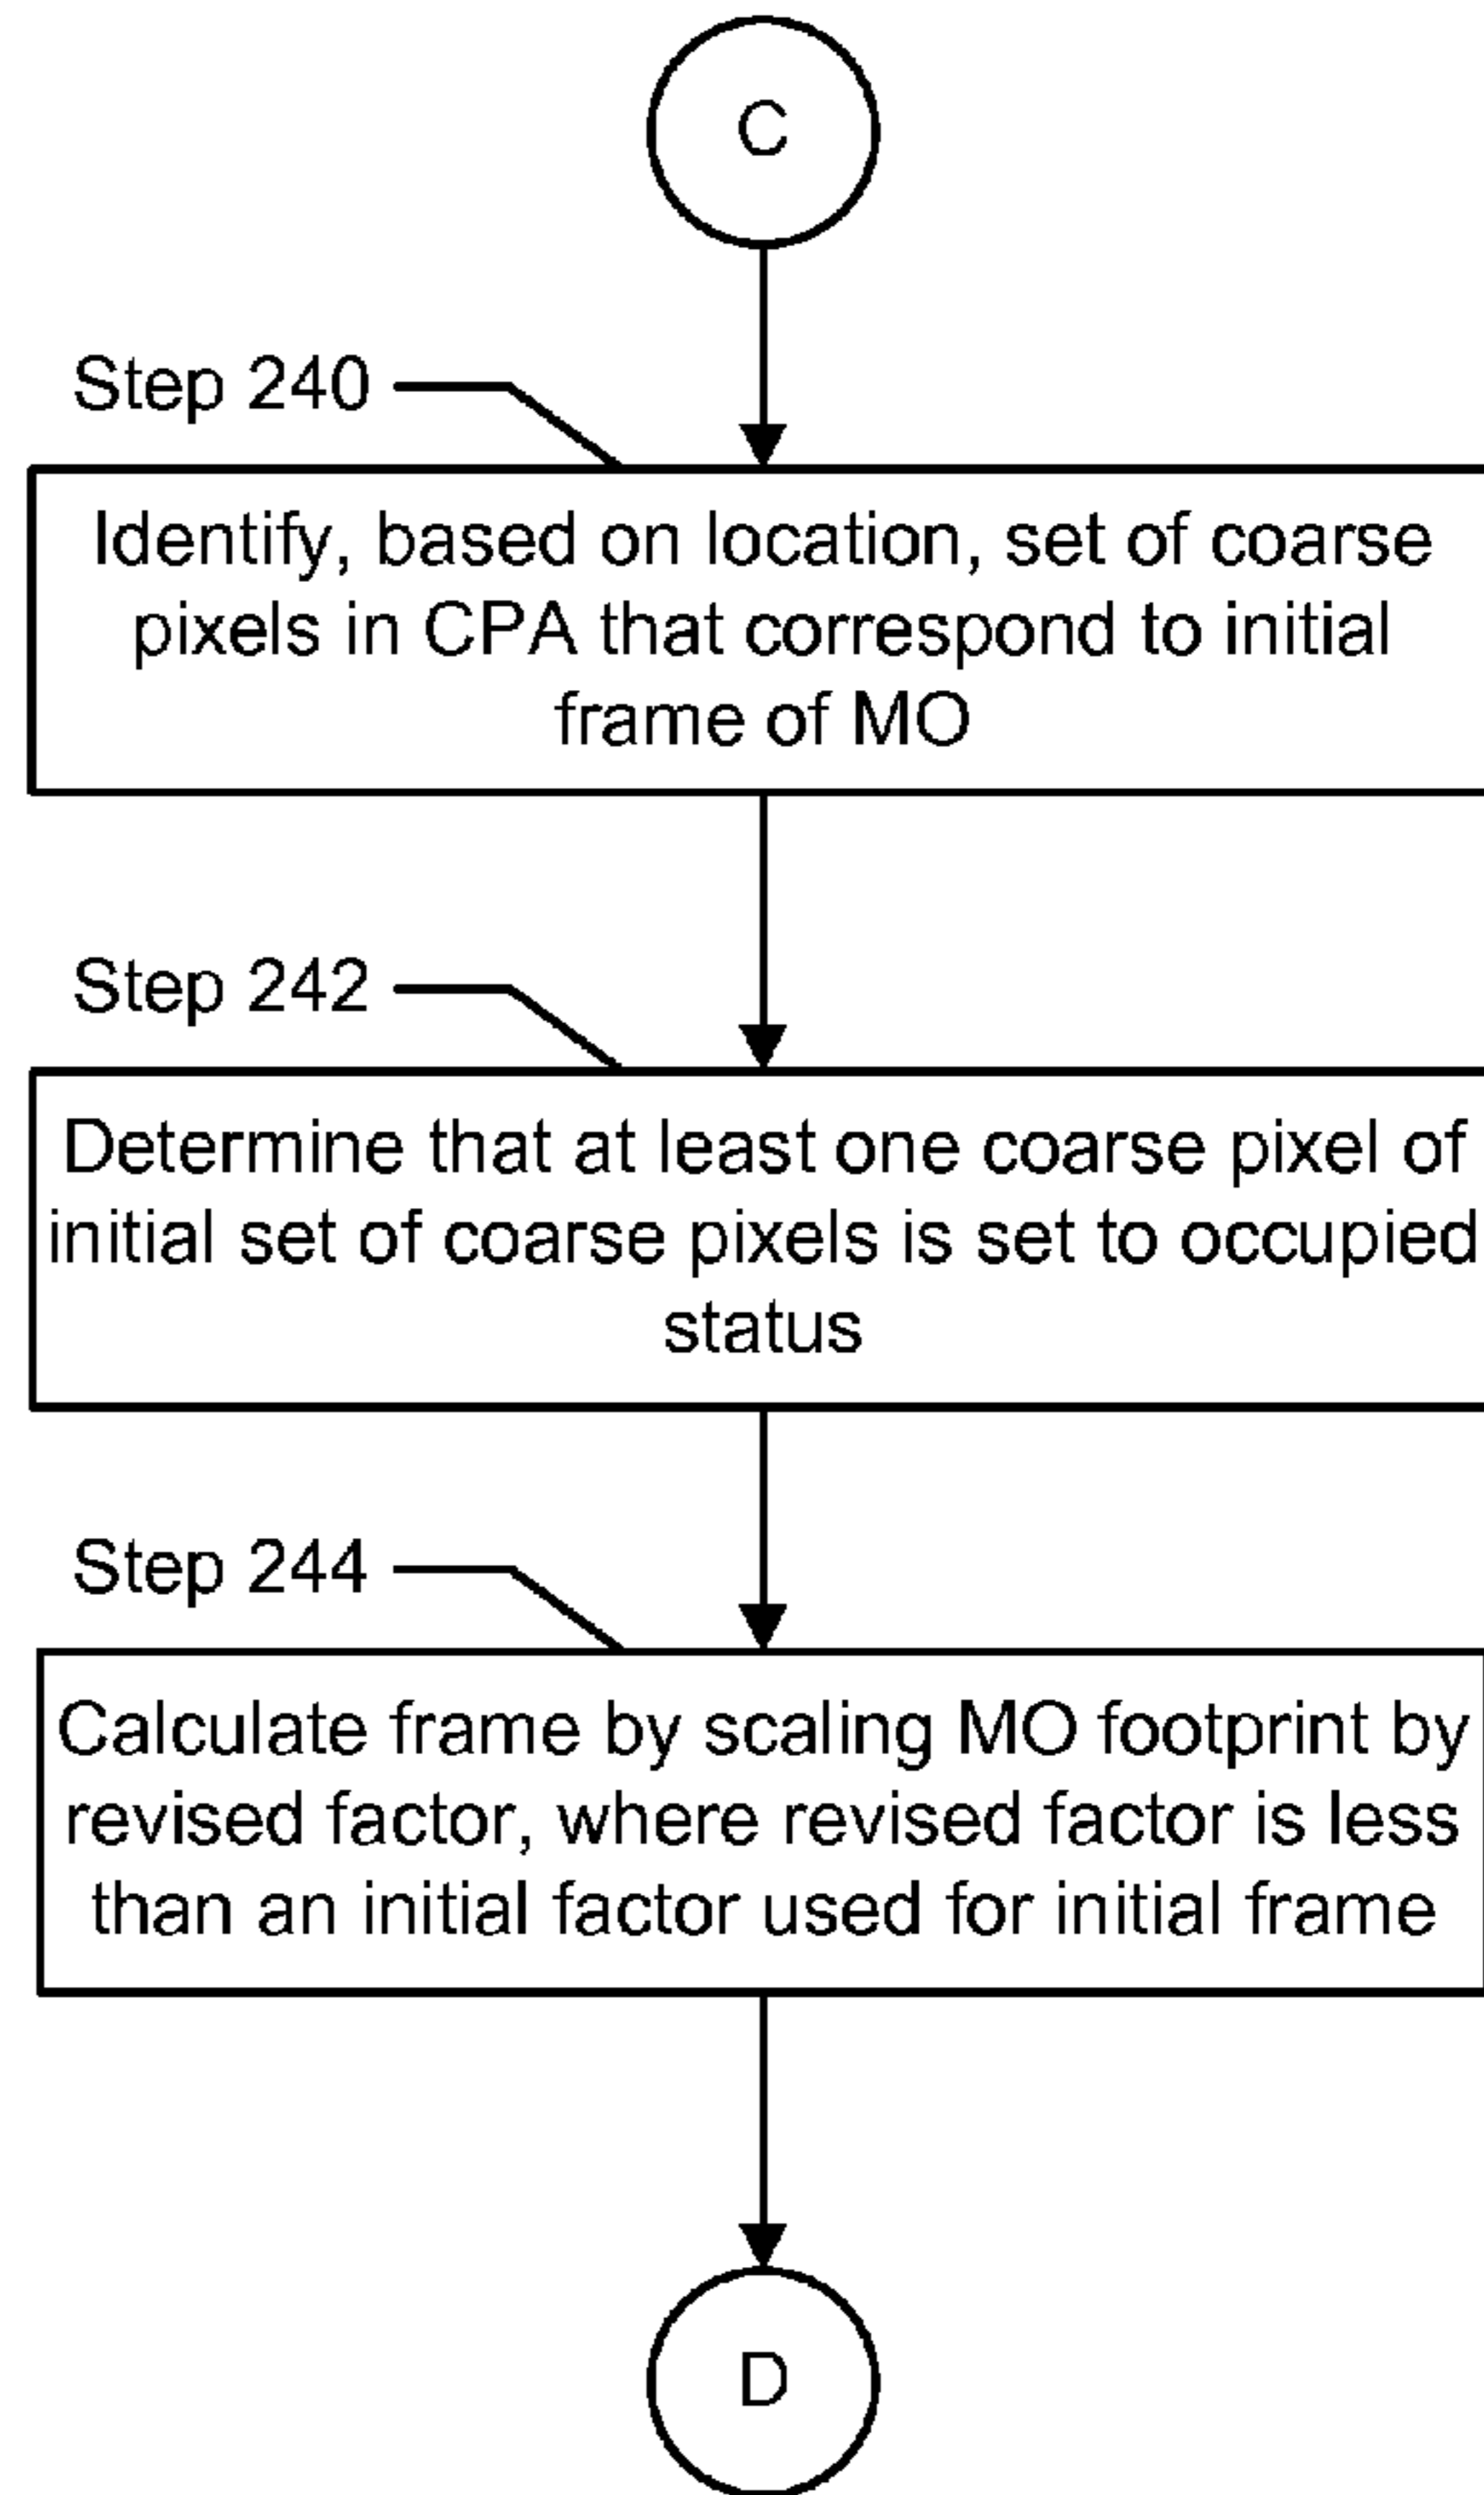 C
Step 240
Identify, based on location, set of coarse
pixels in CPA that correspond to initial
frame of MO
Step 242
Determine that at least one coarse pixel of
initial set of coarse pixels is set to occupied
status
Step 244
Calculate frame by scaling MO footprint by
revised factor, where revised factor is less
than an initial factor used for initial frame
D